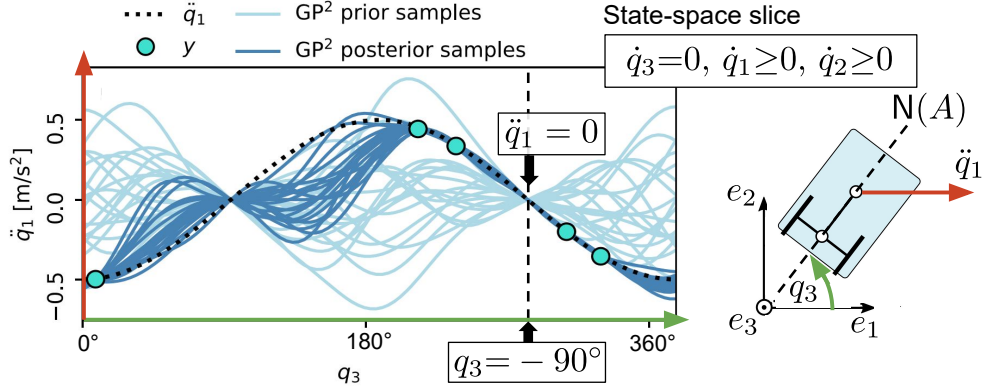 q̈₁ GP² prior samples
y GP² posterior samples
State-space slice
q̇₃=0, q̇₁≥0, q̇₂≥0
q̈₁ [m/s²]
0.5
0.0
−0.5
q̈₁ = 0
0° 180° 360°
q₃
q₃= − 90°
N(A)
q̈₁
e₂
q₃
e₃
e₁